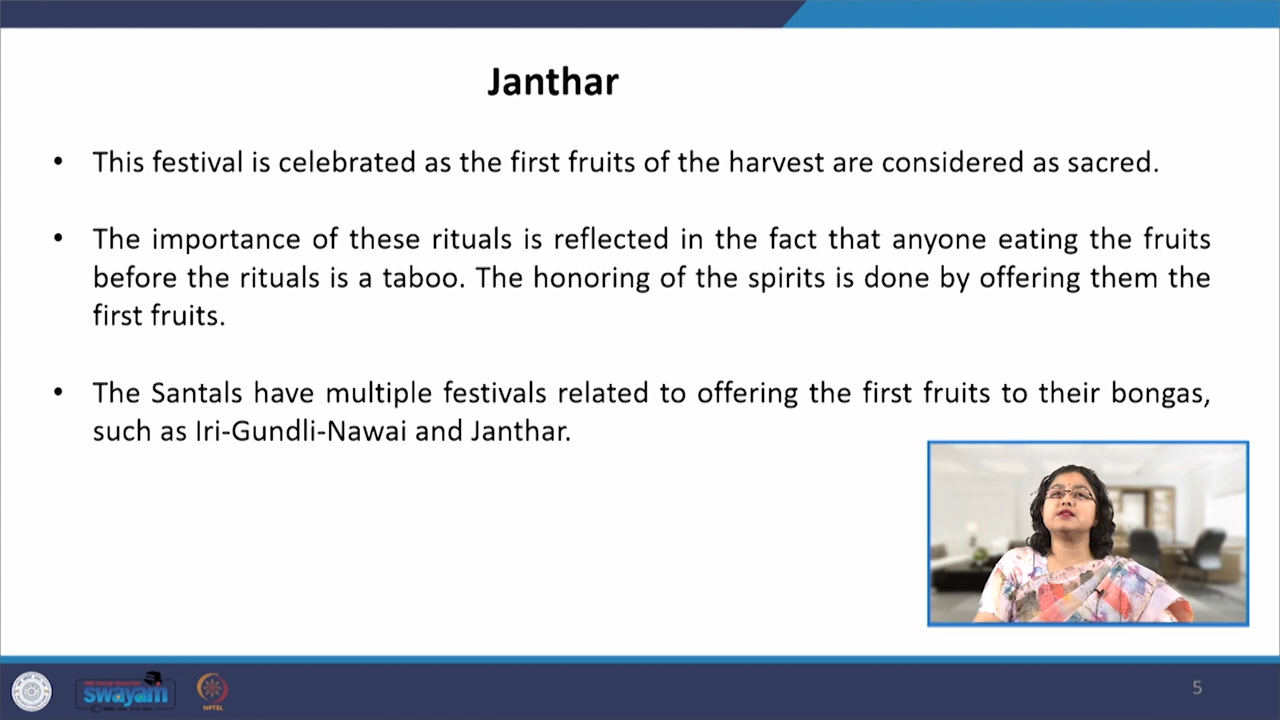 Janthar
• This festival is celebrated as the first fruits of the harvest are considered as sacred.
• The importance of these rituals is reflected in the fact that anyone eating the fruits
before the rituals is a taboo. The honoring of the spirits is done by offering them the
first fruits.
• The Santals have multiple festivals related to offering the first fruits to their bongas,
such as Iri-Gundli-Nawai and Janthar.
swayam
NPTEL
5